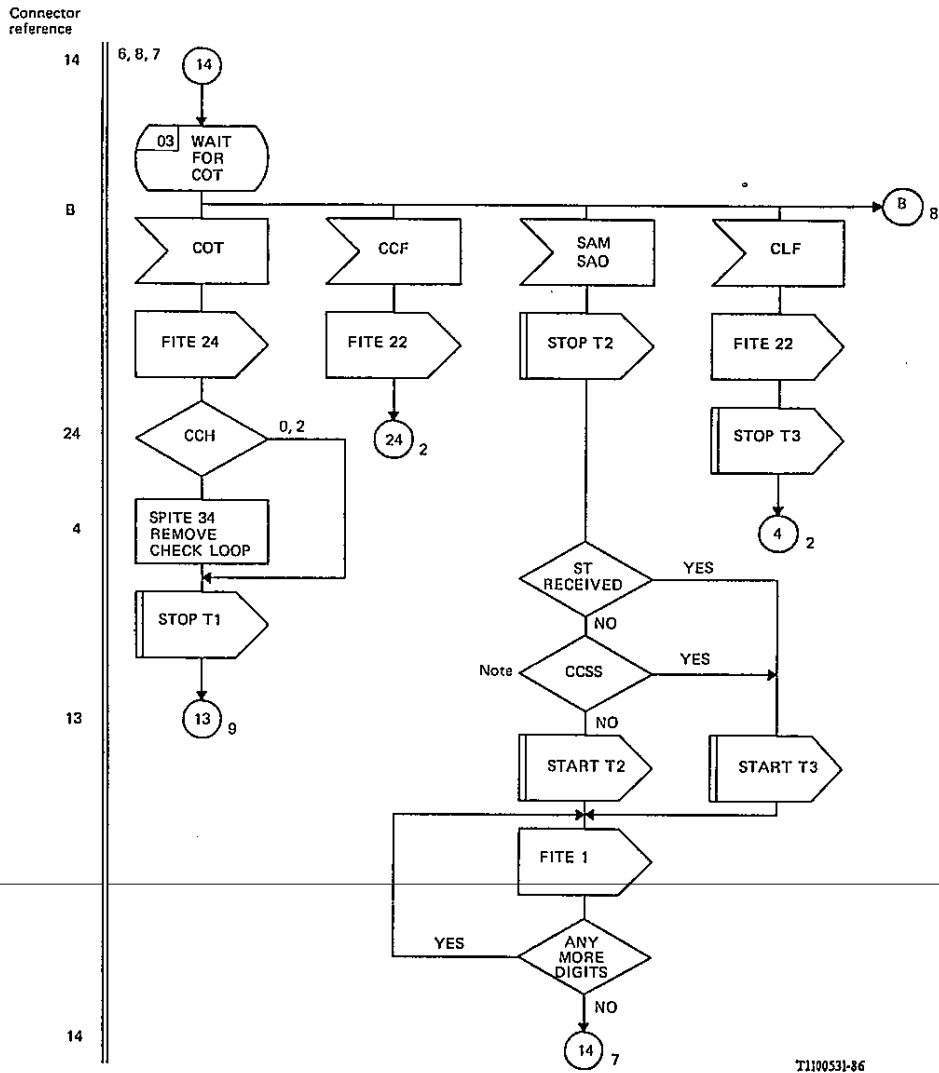 Connector
reference
14
6, 8, 7
14
03
WAIT
FOR
COT
B
B
8
COT
CCF
SAM
SAO
CLF
FITE 24
FITE 22
STOP T2
FITE 22
24
CCH
0, 2
24
2
STOP T3
4
SPITE 34
REMOVE
CHECK LOOP
4
2
ST
RECEIVED
YES
NO
STOP T1
Note
CCSS
YES
NO
13
13
9
START T2
START T3
FITE 1
YES
ANY
MORE
DIGITS
NO
14
14
7
T1100531-86